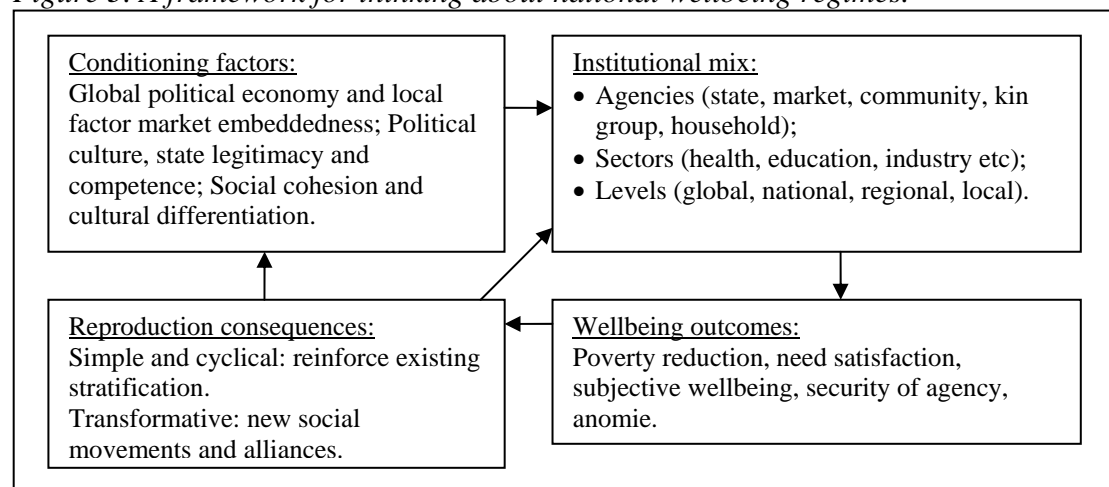 Figure 3. A framework for thinking about national wellbeing regimes.
Conditioning factors:
Global political economy and local
factor market embeddedness; Political
culture, state legitimacy and
competence; Social cohesion and
cultural differentiation.
Institutional mix:
• Agencies (state, market, community, kin
group, household);
• Sectors (health, education, industry etc);
• Levels (global, national, regional, local).
Reproduction consequences:
Simple and cyclical: reinforce existing
stratification.
Transformative: new social
movements and alliances.
Wellbeing outcomes:
Poverty reduction, need satisfaction,
subjective wellbeing, security of agency,
anomie.